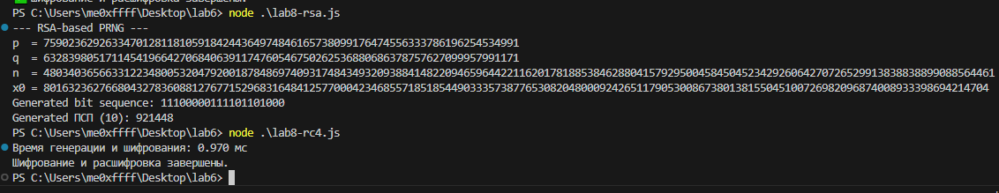 Шифрование и расшифровка завершены.
PS C:\Users\me0xffff\Desktop\lab6> node .\lab8-rsa.js
--- RSA-based PRNG ---
p = 75902362926334701281181059184244364974846165738099176474556333786196254534991
q = 63283980517114541966427068406391174760546750262536880686378757627099957991171
n = 4803403656633122348005320479200187848697409317484349320938841482209465964422116201781885384628804157929500458450452342926064270726529913838838899088564461
x0 = 801632362766804327836088127677152968316484125770004234685571851854490333573877653082048000924265117905300867380138155045100726982096874008933398694214704
Generated bit sequence: 11100000111101101000
Generated ПСП (10): 921448
PS C:\Users\me0xffff\Desktop\lab6> node .\lab8-rc4.js
Время генерации и шифрования: 0.970 мс
Шифрование и расшифровка завершены.
PS C:\Users\me0xffff\Desktop\lab6>